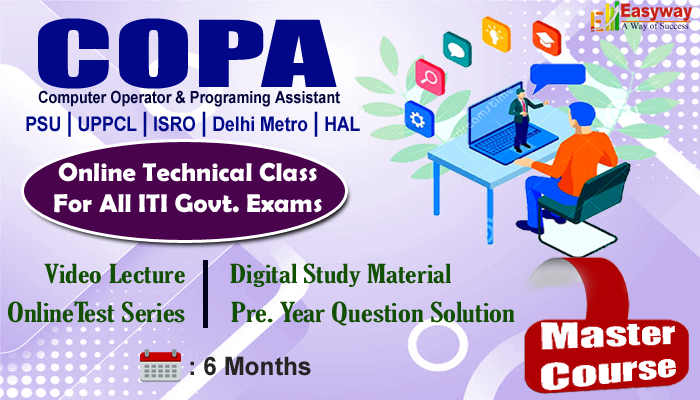 Easyway
A Way of Success
COPA
Computer Operator & Programing Assistant
PSU | UPPCL | ISRO | Delhi Metro | HAL
Online Technical Class
For All ITI Govt. Exams
Video Lecture | Digital Study Material
OnlineTest Series | Pre. Year Question Solution
: 6 Months
Master
Course